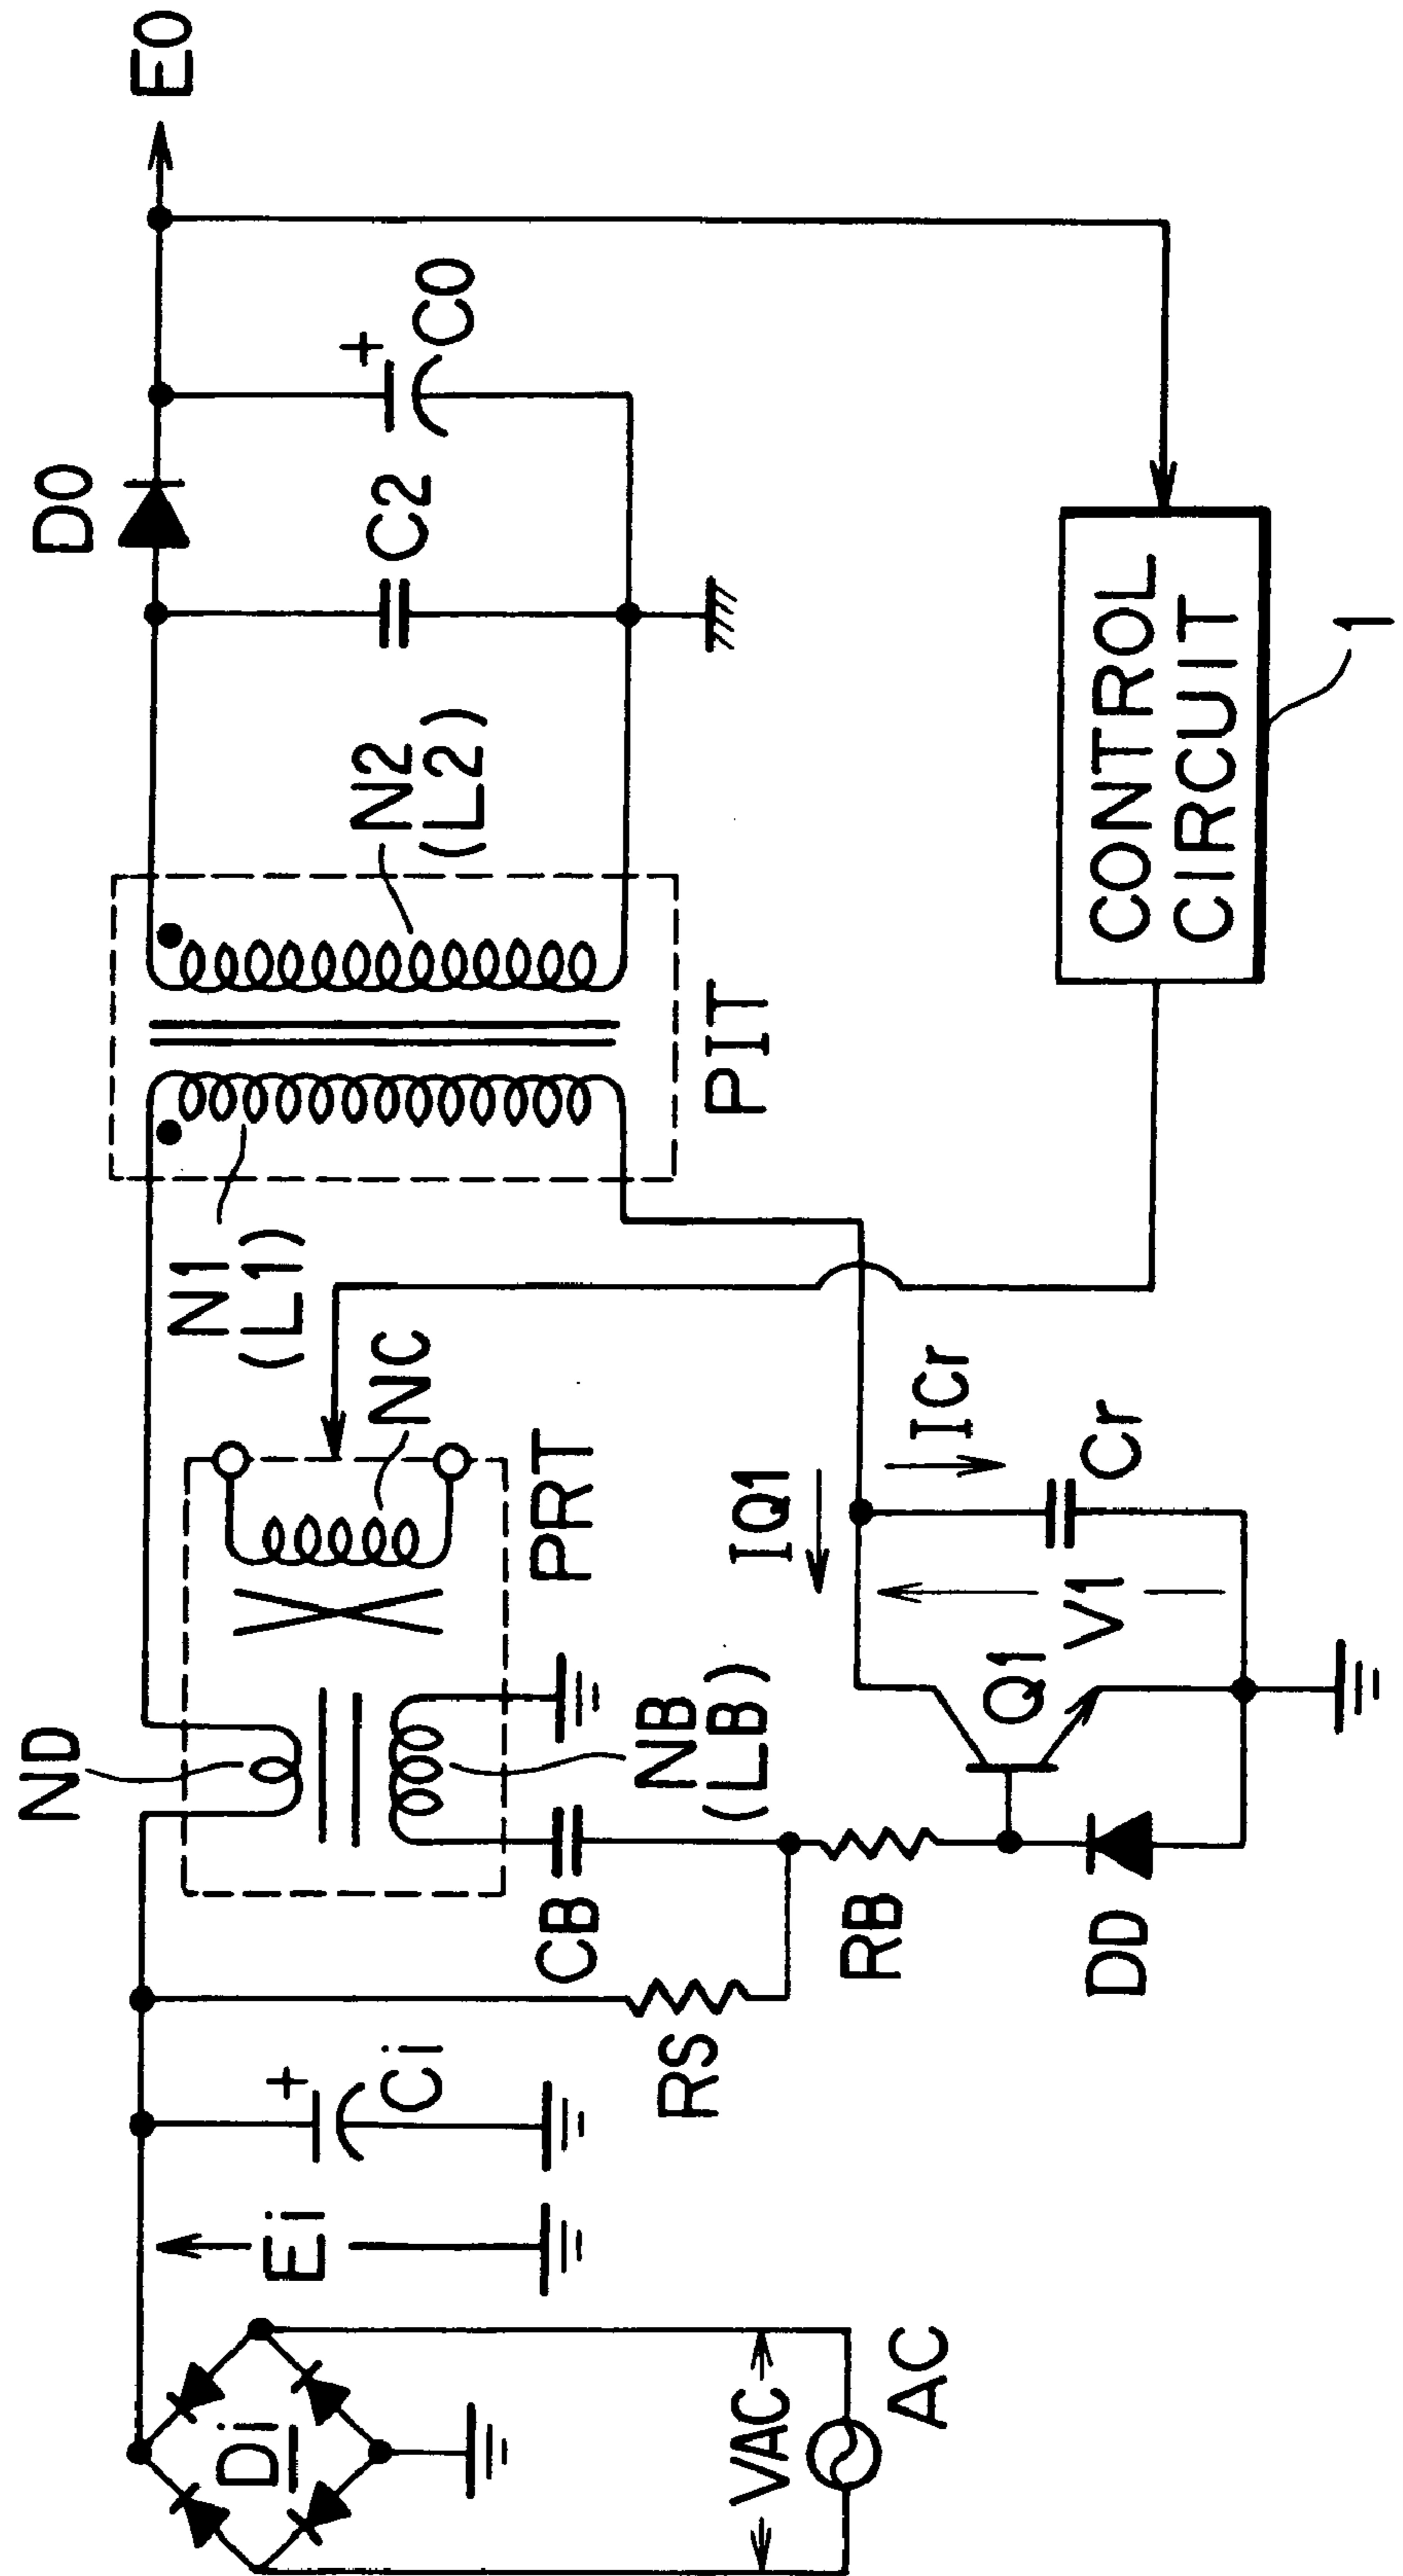 E0
D0
C0
C2
N2
(L2)
N1
(L1)
PIT
NC
PRT
ND
NB
(LB)
CB
RS
RB
Ci
Ei
Di
VAC
AC
IQ1
ICr
Cr
V1
Q1
DD
CONTROL
CIRCUIT
1
+
+